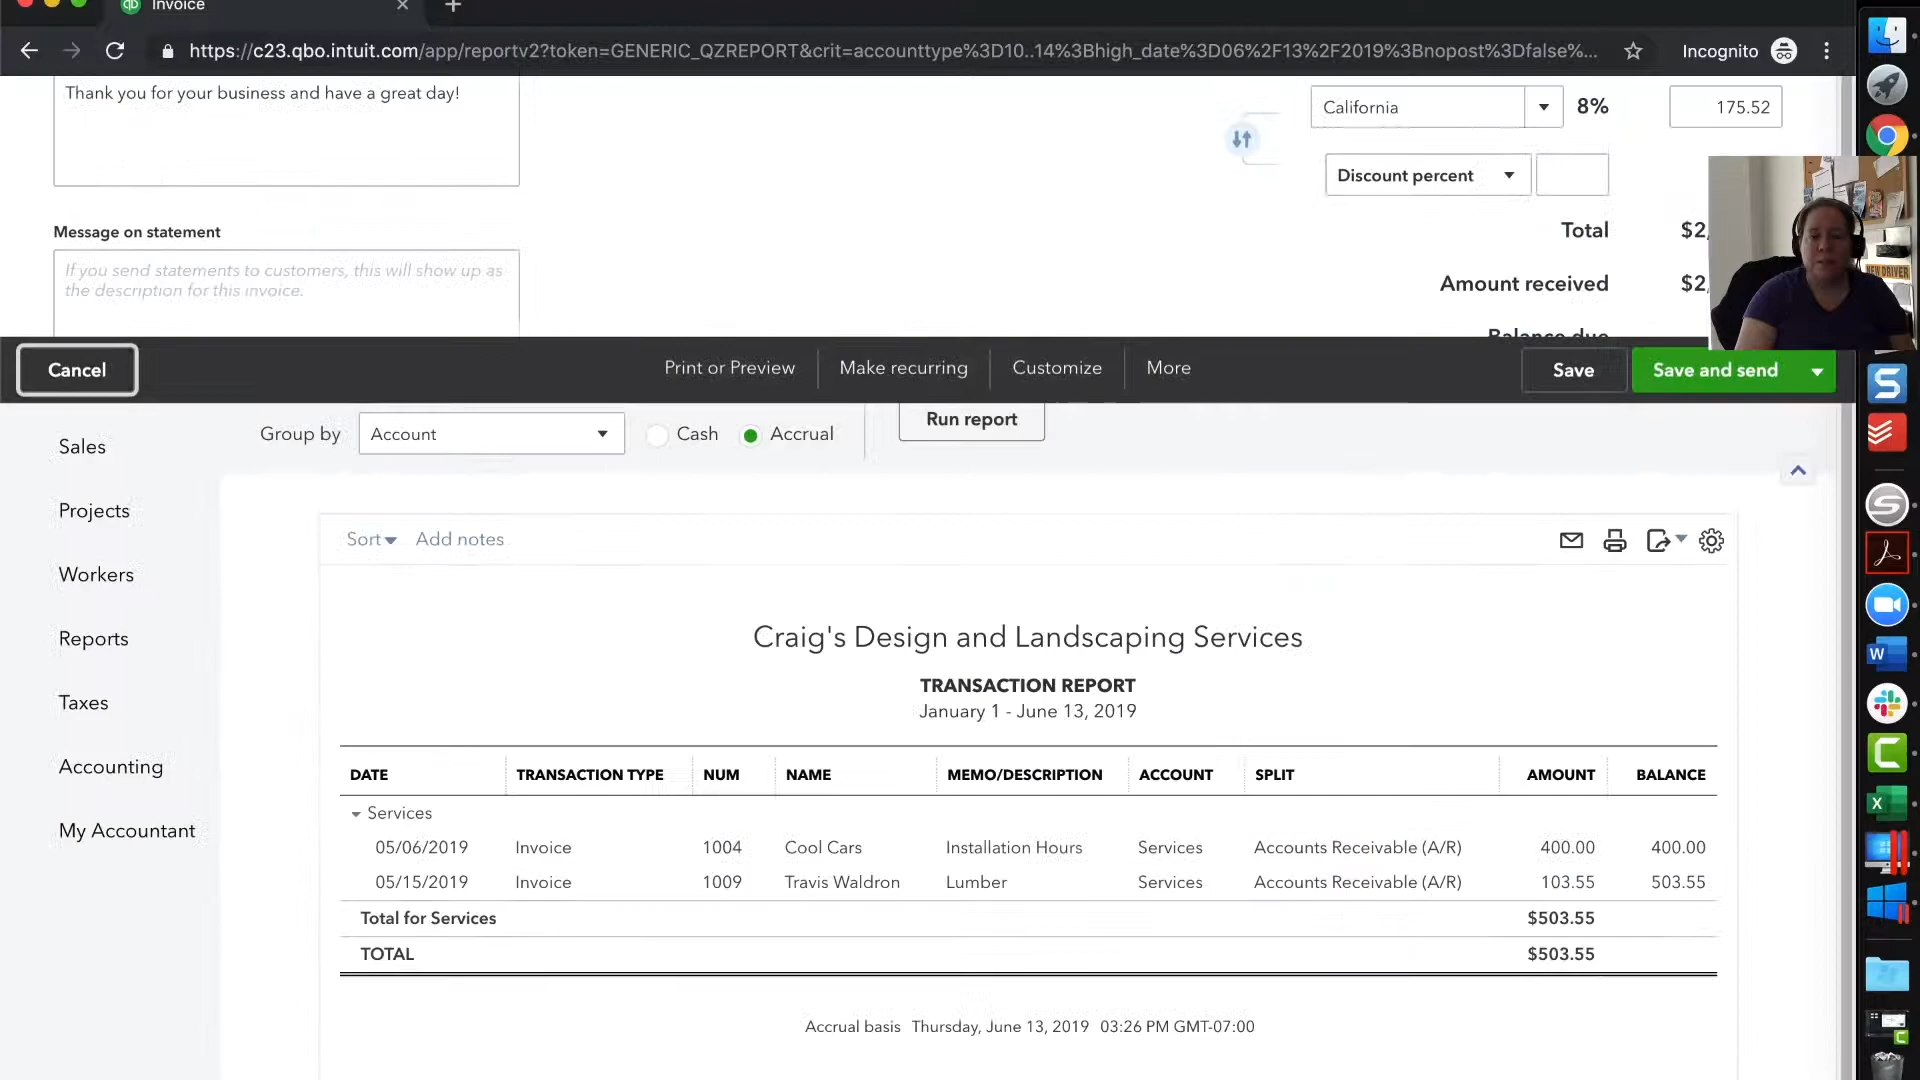 Invoice
https://c23.qbo.intuit.com/app/reportv2?token=GENERIC_QZREPORT&crit=accounttype%3D10..14%3Bhigh_date%3D06%2F13%2F2019%3Bnopost%3Dfalse%...
Incognito
Thank you for your business and have a great day!
California 8% 175.52
Discount percent
Message on statement
Total $2,
If you send statements to customers, this will show up as
the description for this invoice.
Amount received $2,
Balance due
NEW DRIVER
Cancel
Print or Preview
Make recurring
Customize
More
Save
Save and send
Group by Account Cash Accrual Run report
Sales
Projects
Workers
Reports
Taxes
Accounting
My Accountant
Sort Add notes
Craig's Design and Landscaping Services
TRANSACTION REPORT
January 1 - June 13, 2019
DATE TRANSACTION TYPE NUM NAME MEMO/DESCRIPTION ACCOUNT SPLIT AMOUNT BALANCE
Services
05/06/2019 Invoice 1004 Cool Cars Installation Hours Services Accounts Receivable (A/R) 400.00 400.00
05/15/2019 Invoice 1009 Travis Waldron Lumber Services Accounts Receivable (A/R) 103.55 503.55
Total for Services $503.55
TOTAL $503.55
Accrual basis Thursday, June 13, 2019 03:26 PM GMT-07:00